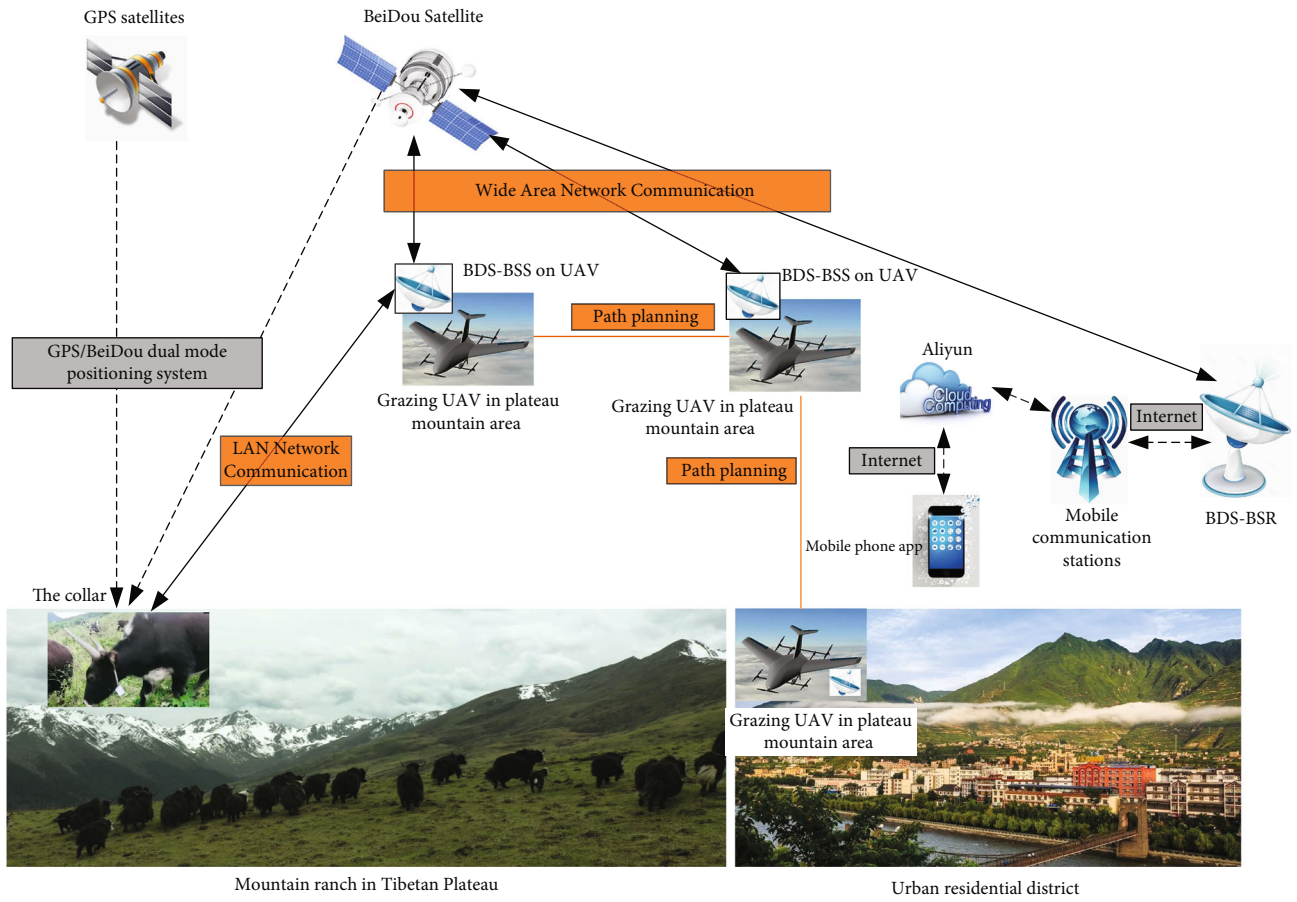 GPS satellites
BeiDou Satellite
Wide Area Network Communication
BDS-BSS on UAV
BDS-BSS on UAV
Path planning
GPS/BeiDou dual mode
positioning system
Aliyun
Cloud
Computing
Grazing UAV in plateau
mountain area
Grazing UAV in plateau
mountain area
Internet
LAN Network
Communication
Path planning
Internet
Mobile
communication
stations
BDS-BSR
Mobile phone app
The collar
Grazing UAV in plateau
mountain area
Mountain ranch in Tibetan Plateau
Urban residential district